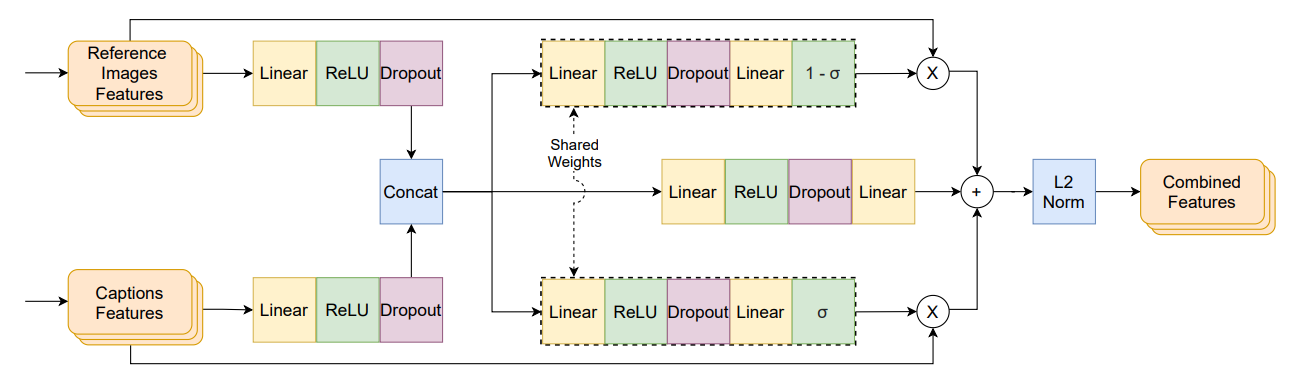 Reference
Images
Features
Linear
ReLU
Dropout
Linear
ReLU
Dropout
Linear
1 - σ
X
Shared
Weights
Concat
Linear
ReLU
Dropout
Linear
+
L2
Norm
Combined
Features
Captions
Features
Linear
ReLU
Dropout
Linear
ReLU
Dropout
Linear
σ
X